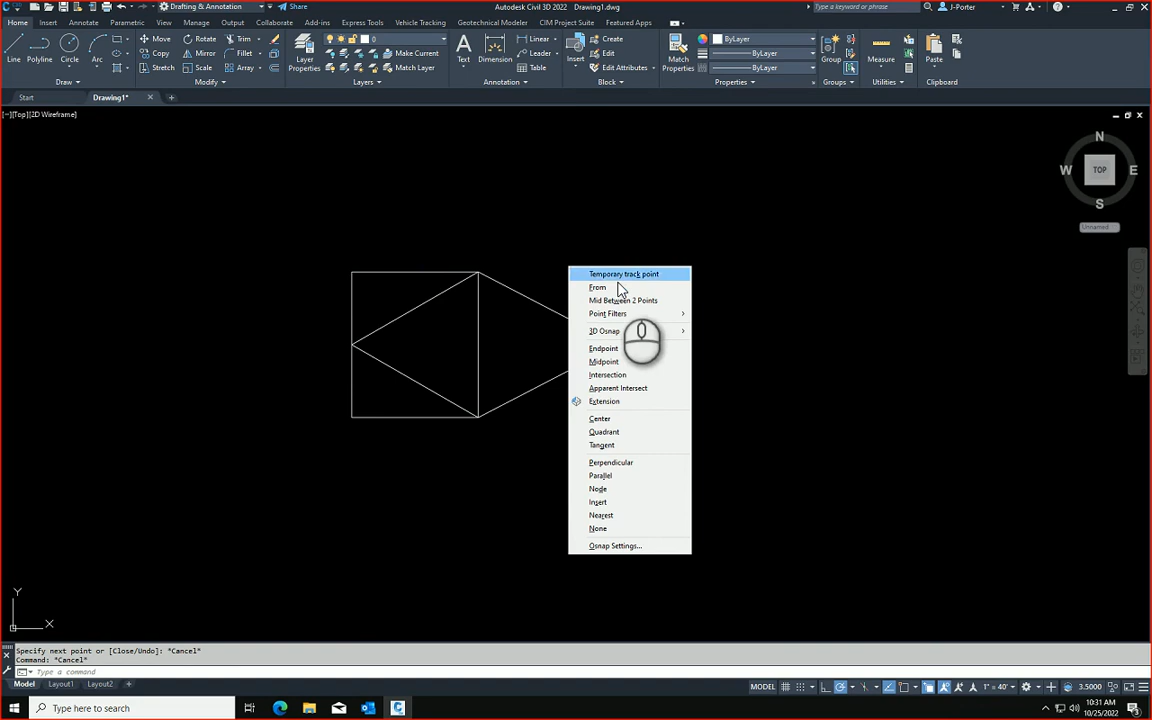 Drafting & Annotation Share Autodesk Civil 3D 2022 Drawing1.dwg Type a keyword or phrase J-Porter
Home Insert Annotate Parametric View Manage Output Collaborate Add-ins Express Tools Vehicle Tracking Geotechnical Modeler CIM Project Suite Featured Apps
Line Polyline Circle Arc Move Rotate Trim Layer Properties 0 Text Dimension Linear Insert Create Match Properties ByLayer Group Measure Paste
Copy Mirror Fillet Make Current Leader Edit ByLayer
Stretch Scale Array Match Layer Table Edit Attributes ByLayer
Draw Modify Layers Annotation Block Properties Groups Utilities Clipboard
Start Drawing1*
[−][Top][2D Wireframe]
N
W TOP E
S
Unnamed
Temporary track point
From
Mid Between 2 Points
Point Filters
3D Osnap
Endpoint
Midpoint
Intersection
Apparent Intersect
Extension
Center
Quadrant
Tangent
Perpendicular
Parallel
Node
Insert
Nearest
None
Osnap Settings...
Y
X
Specify next point or [Close/Undo]: *Cancel*
Command: *Cancel*
Type a command
Model Layout1 Layout2 MODEL 1" = 40' 3.5000
Type here to search 10:31 AM
10/25/2022